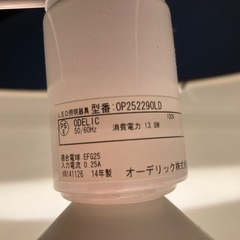 LED照明器具 型番: OP252290LD
PS E ODELIC 100V
50/60Hz 消費電力 13.8W
適合電球 EFG25
入力電流 0.25A
14年製 オーデリック株式